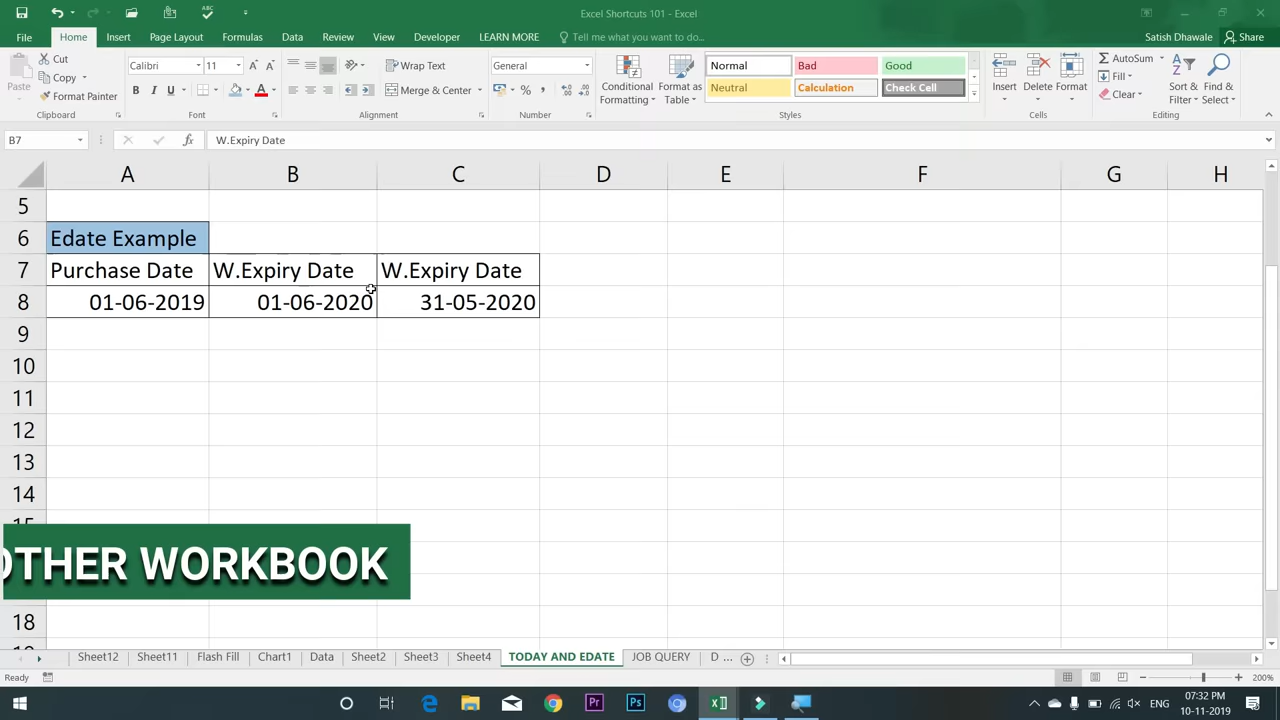 Excel Shortcuts 101 - Excel
File Home Insert Page Layout Formulas Data Review View Developer LEARN MORE Tell me what you want to do... Satish Dhawale Share
Paste
Cut
Copy
Format Painter
Clipboard
Calibri 11
B I U A
Font
Wrap Text
Merge & Center
Alignment
General
% ,
Number
Conditional Formatting
Format as Table
Normal Bad Good
Neutral Calculation Check Cell
Styles
Insert Delete Format
Cells
AutoSum
Fill
Clear
Sort & Filter
Find & Select
Editing
B7 fx W.Expiry Date
A B C D E F G H
5
6 Edate Example
7 Purchase Date W.Expiry Date W.Expiry Date
8 01-06-2019 01-06-2020 31-05-2020
9
10
11
12
13
14
OTHER WORKBOOK
18
Sheet12 Sheet11 Flash Fill Chart1 Data Sheet2 Sheet3 Sheet4 TODAY AND EDATE JOB QUERY D ...
Ready 200%
Pr Ps ENG 07:32 PM
10-11-2019